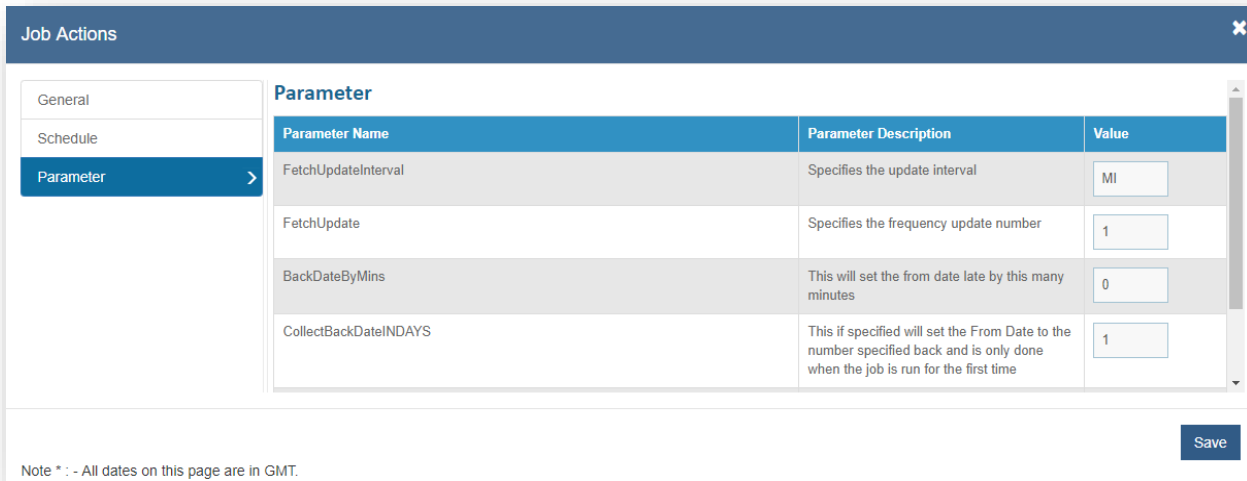 Job Actions
General
Schedule
Parameter
Parameter
Parameter Name Parameter Description Value
FetchUpdateInterval Specifies the update interval MI
FetchUpdate Specifies the frequency update number 1
BackDateByMins This will set the from date late by this many
minutes 0
CollectBackDateINDAYS This if specified will set the From Date to the
number specified back and is only done 1
when the job is run for the first time
Save
Note * : - All dates on this page are in GMT.